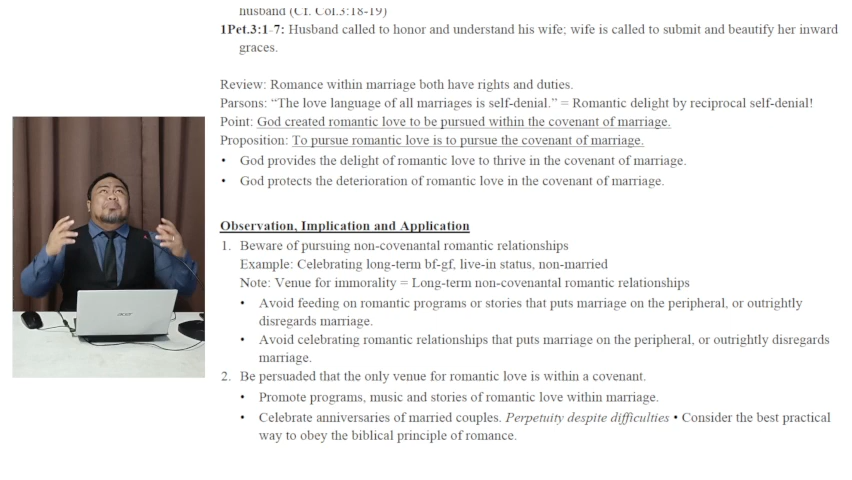 husband (Cf. Col.3:18-19)
1Pet.3:1-7: Husband called to honor and understand his wife; wife is called to submit and beautify her inward
graces.
Review: Romance within marriage both have rights and duties.
Parsons: “The love language of all marriages is self-denial.” = Romantic delight by reciprocal self-denial!
Point: God created romantic love to be pursued within the covenant of marriage.
Proposition: To pursue romantic love is to pursue the covenant of marriage.
• God provides the delight of romantic love to thrive in the covenant of marriage.
• God protects the deterioration of romantic love in the covenant of marriage.
Observation, Implication and Application
1. Beware of pursuing non-covenantal romantic relationships
Example: Celebrating long-term bf-gf, live-in status, non-married
Note: Venue for immorality = Long-term non-covenantal romantic relationships
• Avoid feeding on romantic programs or stories that puts marriage on the peripheral, or outrightly
disregards marriage.
• Avoid celebrating romantic relationships that puts marriage on the peripheral, or outrightly disregards
marriage.
2. Be persuaded that the only venue for romantic love is within a covenant.
• Promote programs, music and stories of romantic love within marriage.
• Celebrate anniversaries of married couples. Perpetuity despite difficulties • Consider the best practical
way to obey the biblical principle of romance.
acer